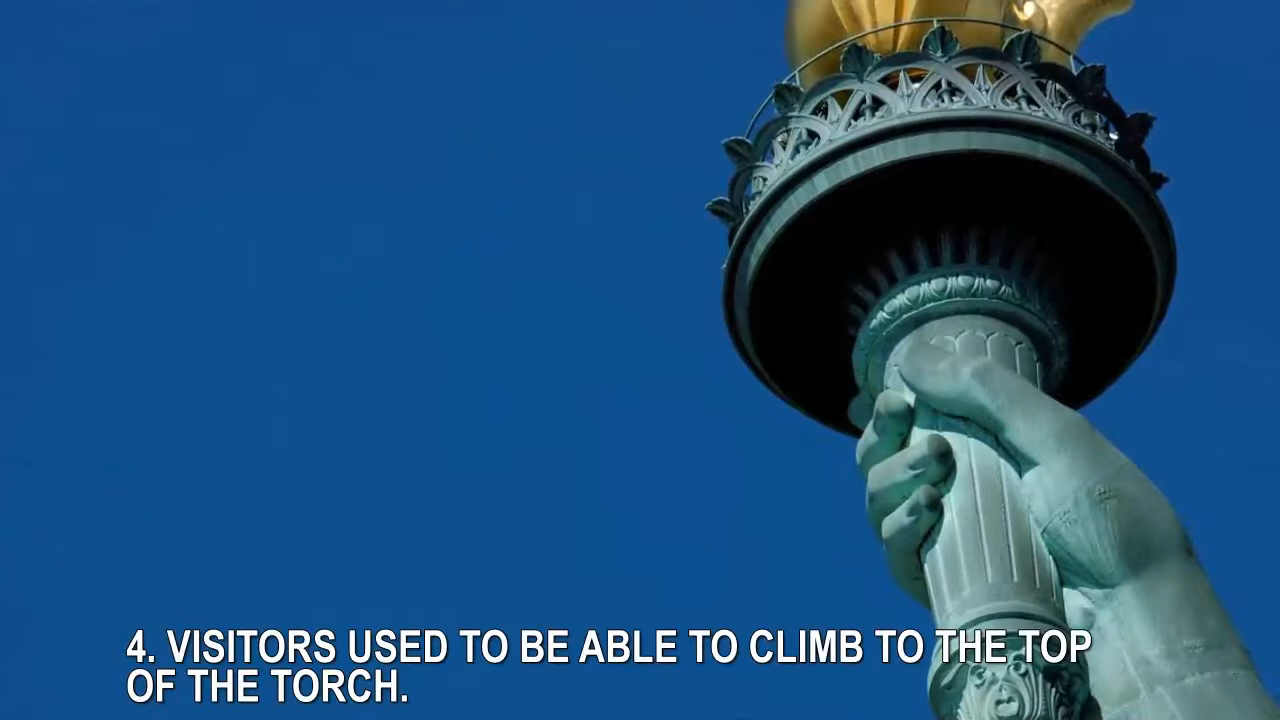 4. VISITORS USED TO BE ABLE TO CLIMB TO THE TOP
OF THE TORCH.